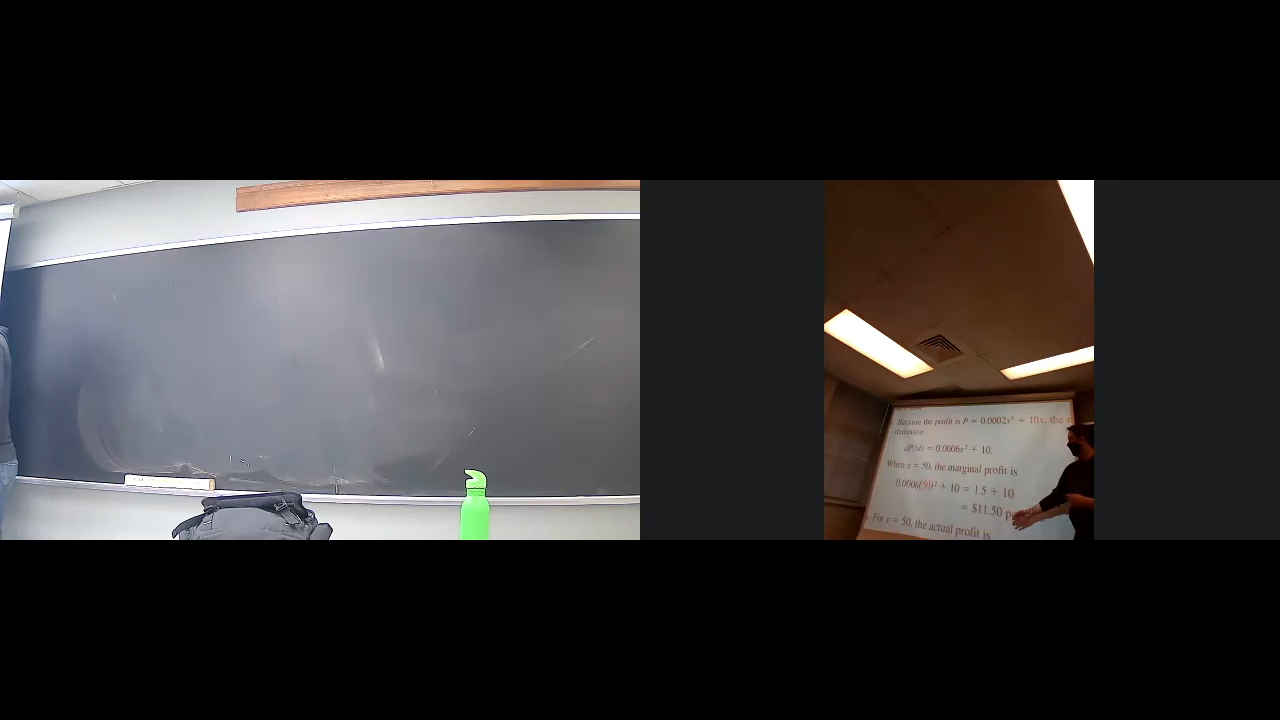 Because the profit is P = 0.0002x³ + 10x, the
derivative
dP/dx = 0.0006x² + 10.
When x = 50, the marginal profit is
0.0006(50)² + 10 = 1.5 + 10
= $11.50
For x = 50, the actual profit is